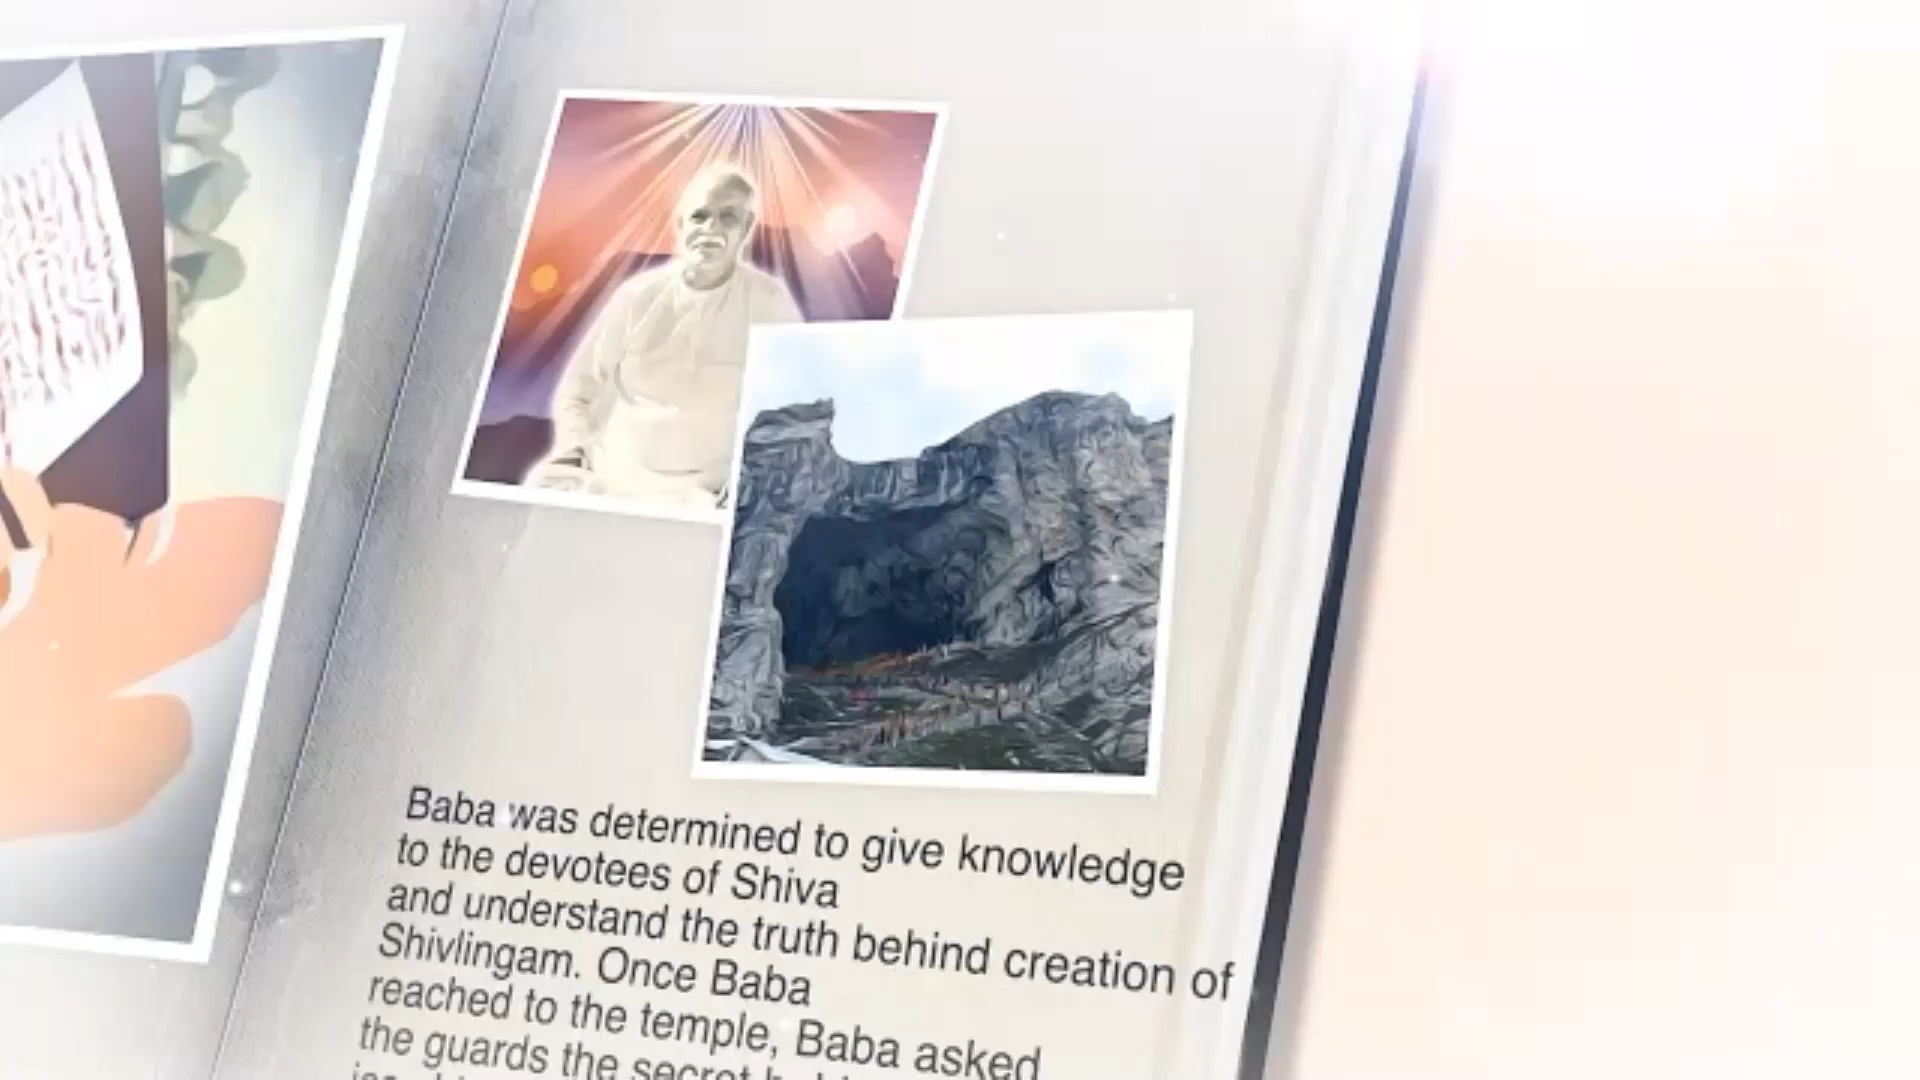 Baba was determined to give knowledge
to the devotees of Shiva
and understand the truth behind creation of
Shivlingam. Once Baba
reached to the temple, Baba asked
the guards the secret